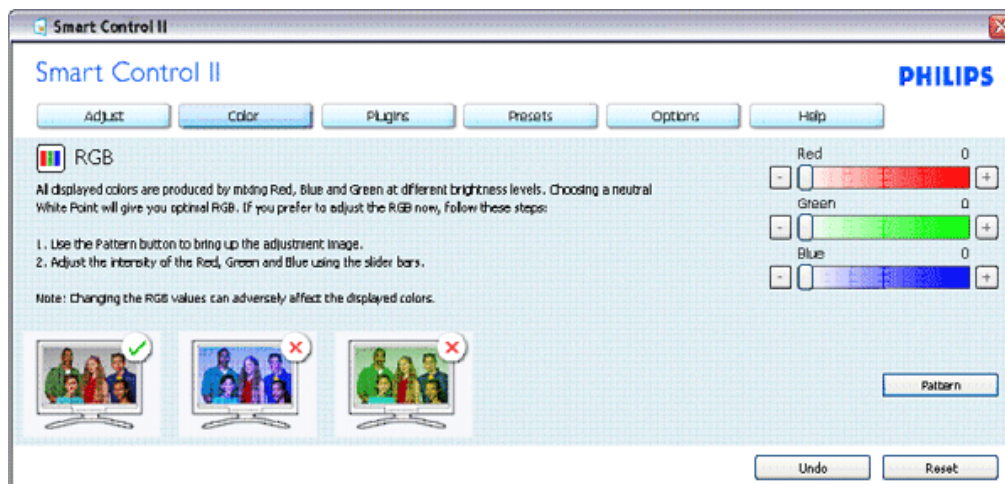 Smart Control II
Smart Control II
PHILIPS
Adjust Color Plugins Presets Options Help
RGB
All displayed colors are produced by mixing Red, Blue and Green at different brightness levels. Choosing a neutral
White Point will give you optimal RGB. If you prefer to adjust the RGB now, follow these steps:
1. Use the Pattern button to bring up the adjustment image.
2. Adjust the intensity of the Red, Green and Blue using the slider bars.
Note: Changing the RGB values can adversely affect the displayed colors.
Red 0
- +
Green 0
- +
Blue 0
- +
Pattern
Undo Reset